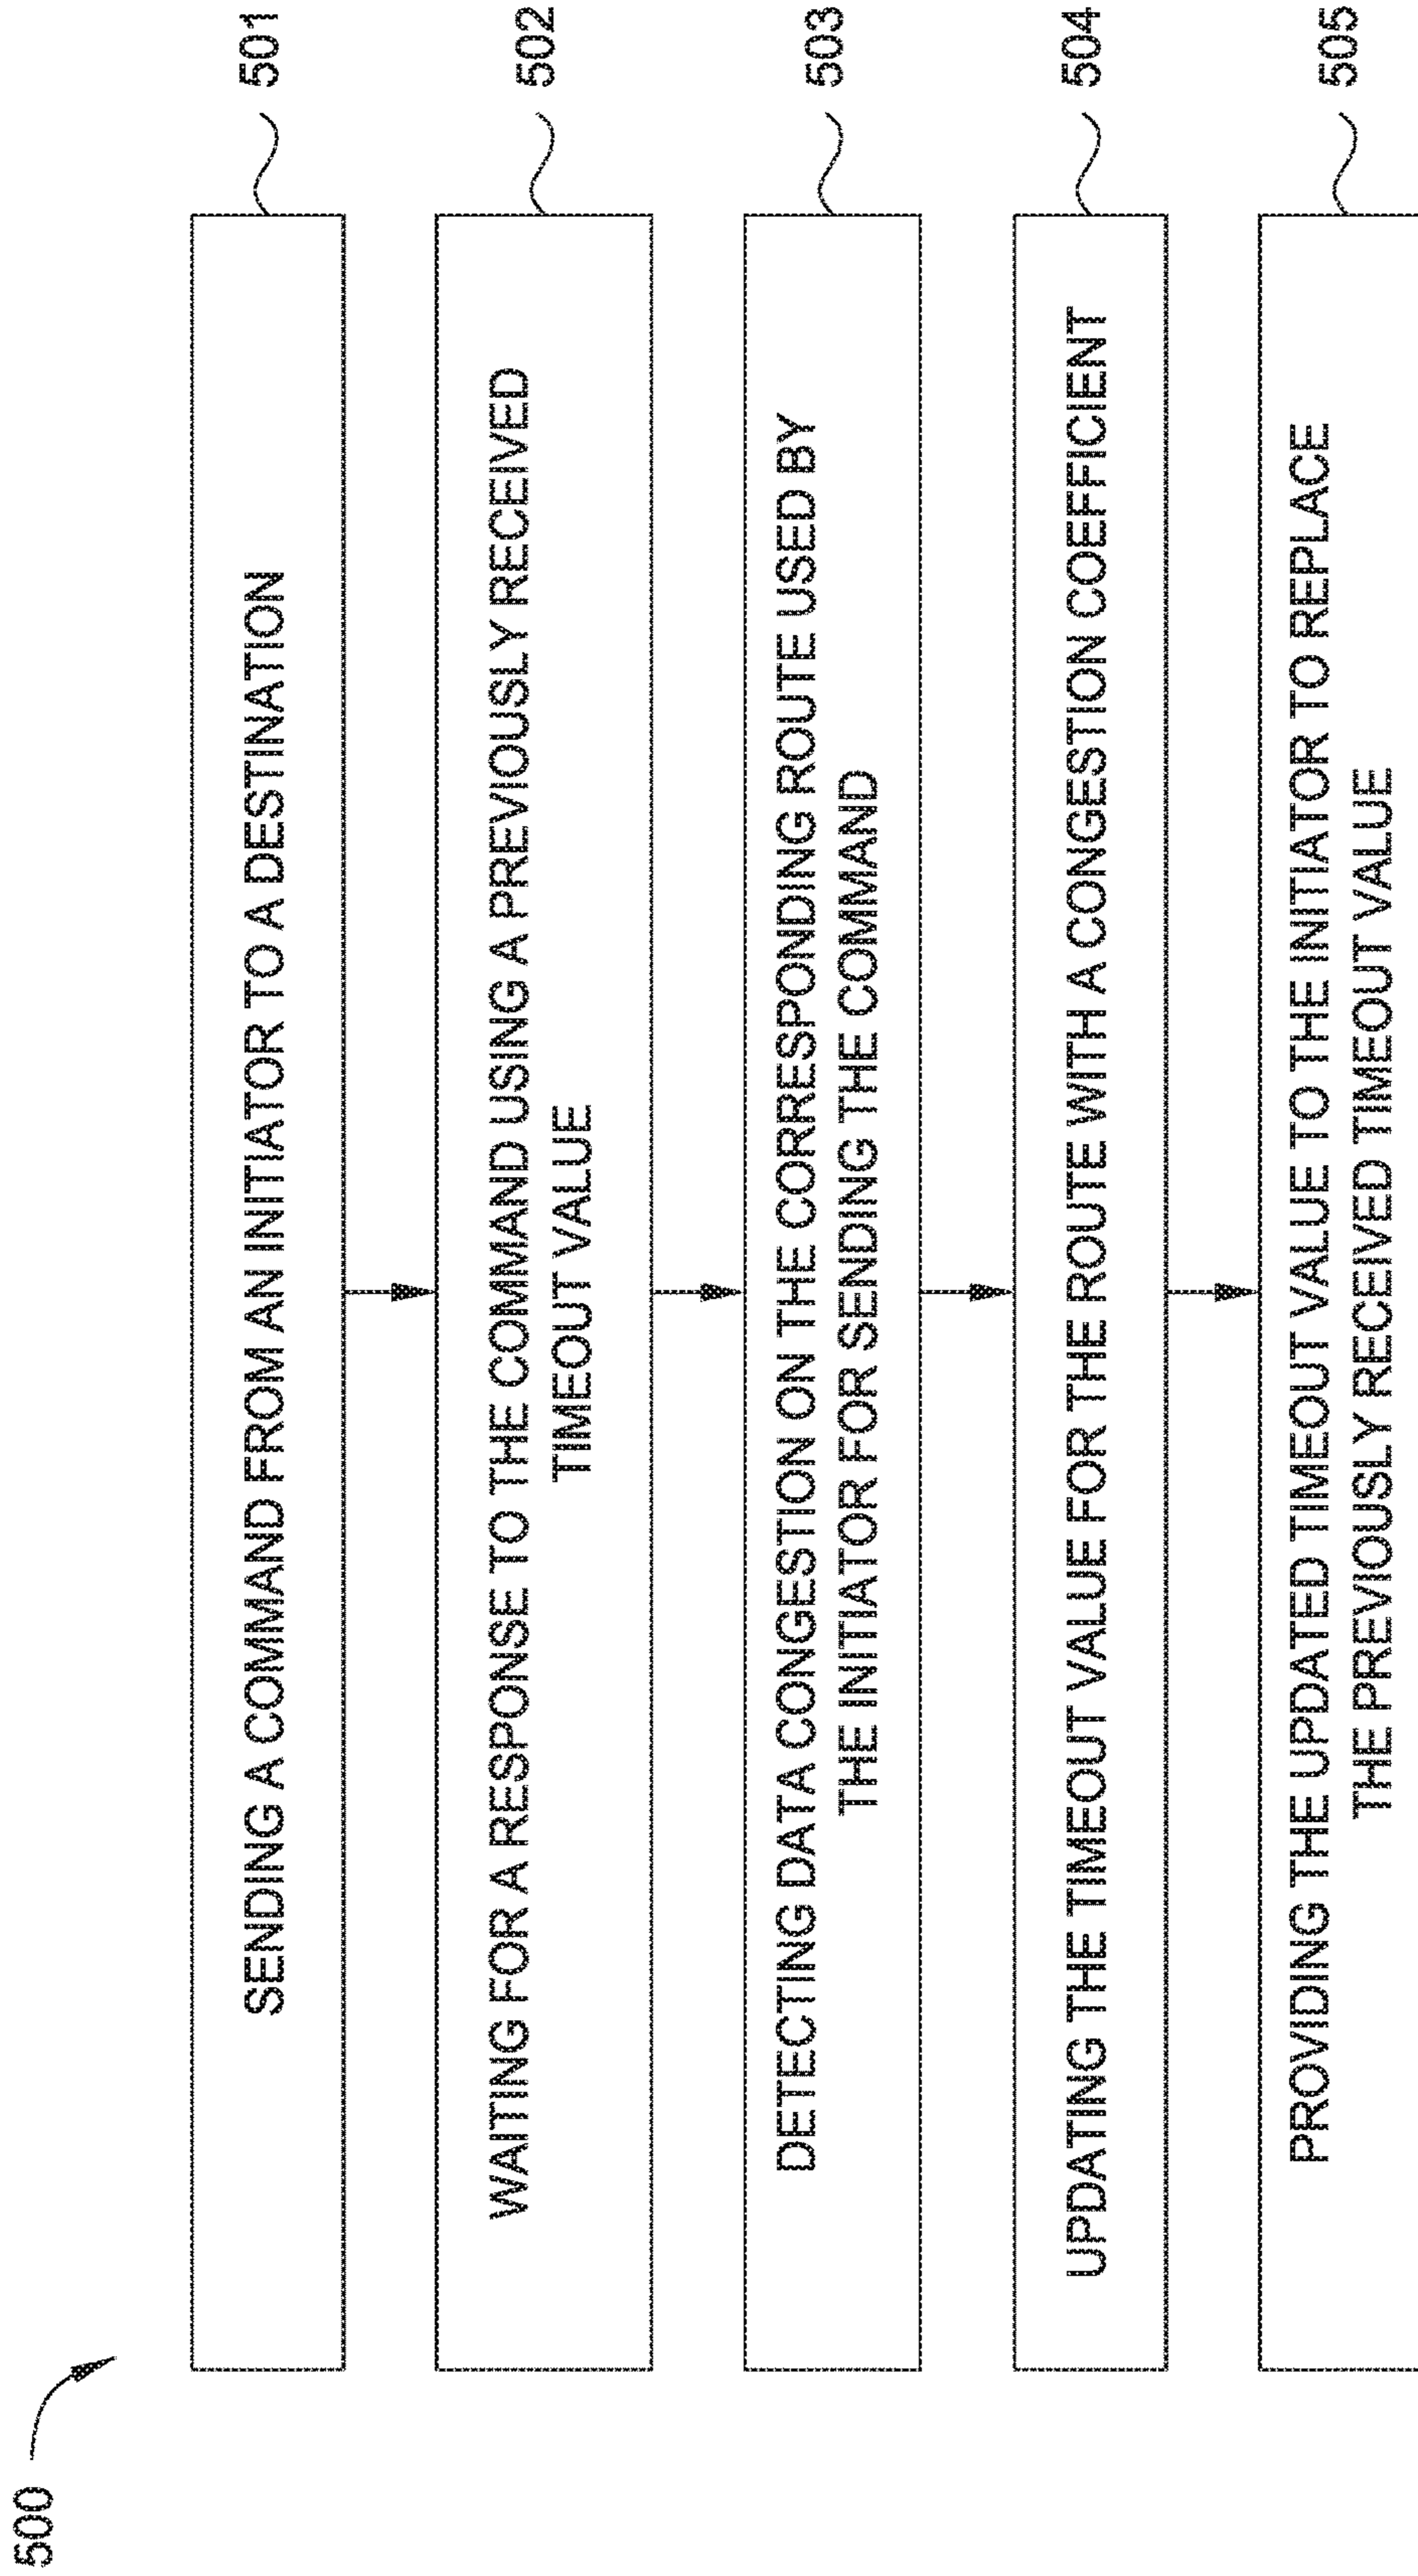 500
SENDING A COMMAND FROM AN INITIATOR TO A DESTINATION
501
WAITING FOR A RESPONSE TO THE COMMAND USING A PREVIOUSLY RECEIVED
TIMEOUT VALUE
502
DETECTING DATA CONGESTION ON THE CORRESPONDING ROUTE USED BY
THE INITIATOR FOR SENDING THE COMMAND
503
UPDATING THE TIMEOUT VALUE FOR THE ROUTE WITH A CONGESTION COEFFICIENT
504
PROVIDING THE UPDATED TIMEOUT VALUE TO THE INITIATOR TO REPLACE
THE PREVIOUSLY RECEIVED TIMEOUT VALUE
505